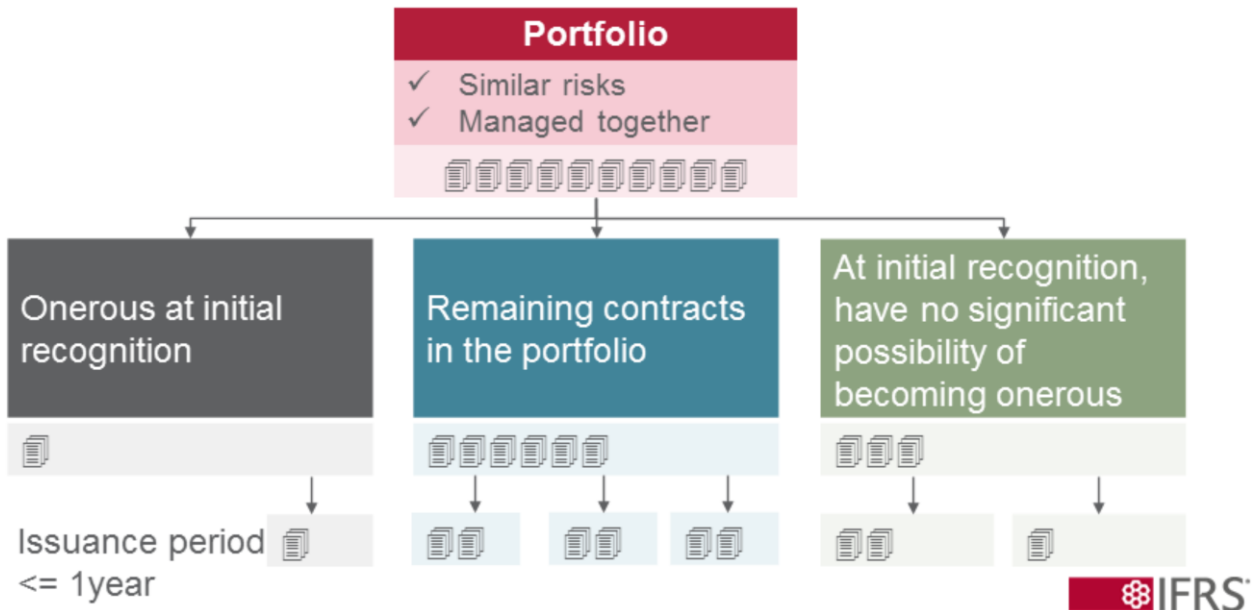 Portfolio
✓ Similar risks
✓ Managed together
Onerous at initial
recognition
Remaining contracts
in the portfolio
At initial recognition,
have no significant
possibility of
becoming onerous
Issuance period
<= 1year
IFRS